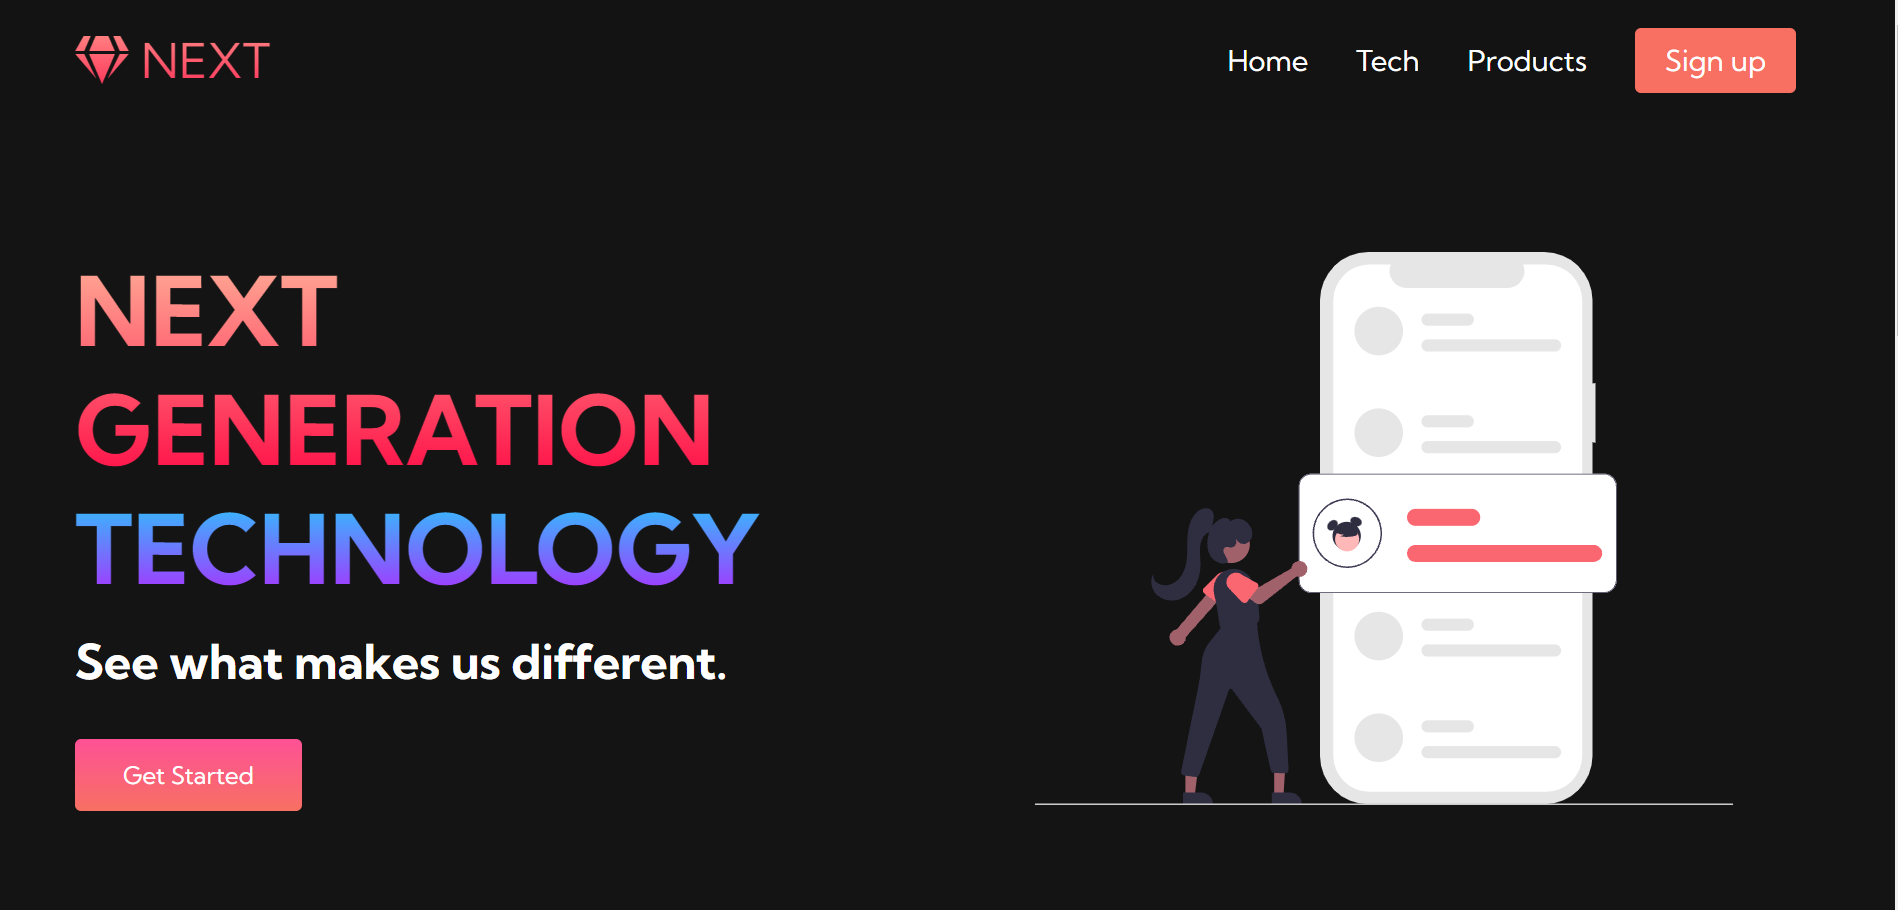 NEXT
Home Tech Products Sign up
NEXT
GENERATION
TECHNOLOGY
See what makes us different.
Get Started